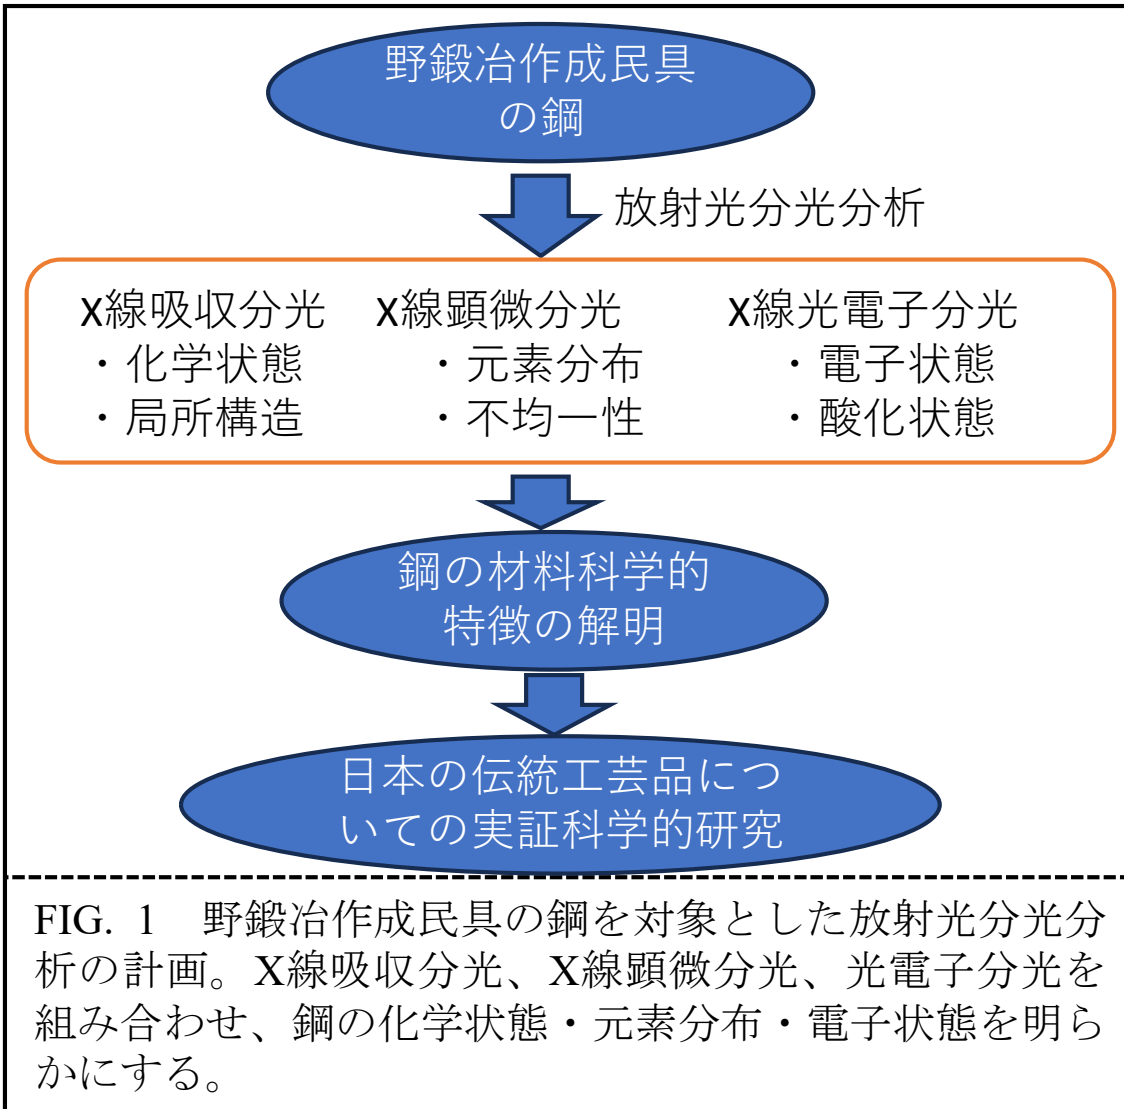 野鍛冶作成民具
の鋼
放射光分光分析
X線吸収分光 X線顕微分光 X線光電子分光
・化学状態 ・元素分布 ・電子状態
・局所構造 ・不均一性 ・酸化状態
鋼の材料科学的
特徴の解明
日本の伝統工芸品につ
いての実証科学的研究
FIG. 1　野鍛冶作成民具の鋼を対象とした放射光分光分
析の計画。X線吸収分光、X線顕微分光、光電子分光を
組み合わせ、鋼の化学状態・元素分布・電子状態を明ら
かにする。